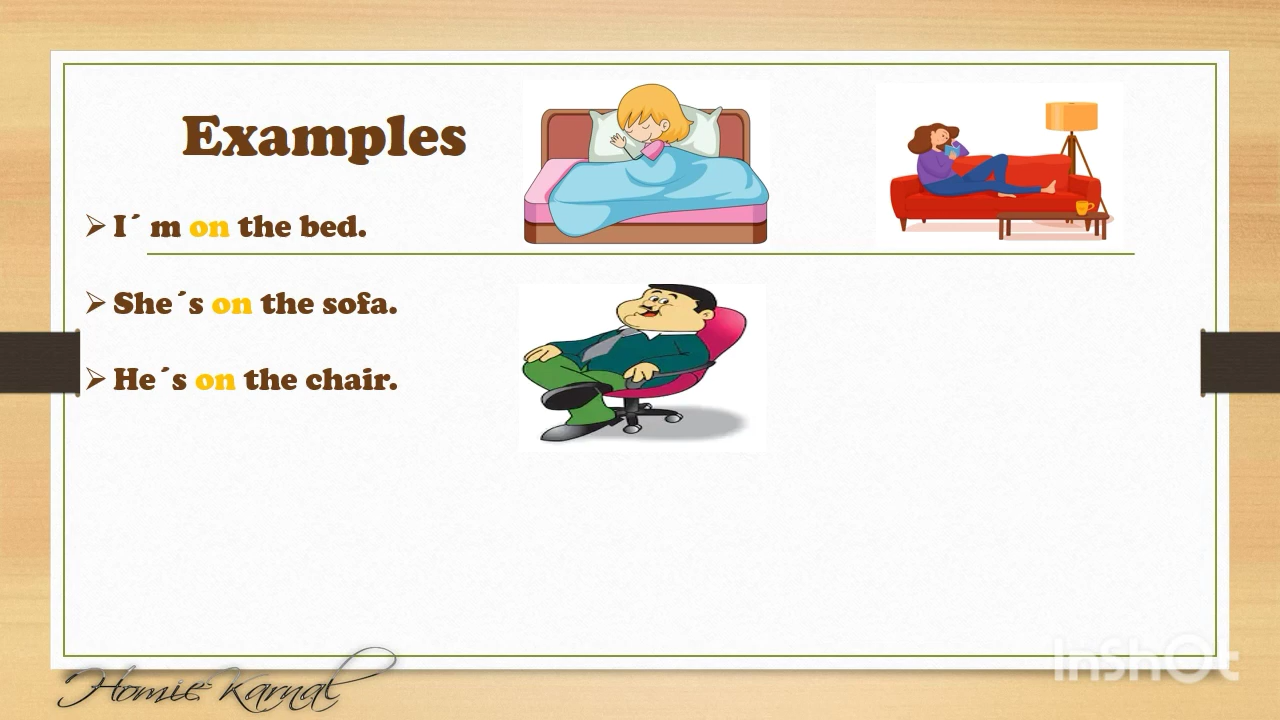 Examples
➢ I´ m on the bed.
➢ She´s on the sofa.
➢ He´s on the chair.
InShOt
Homie Karnal